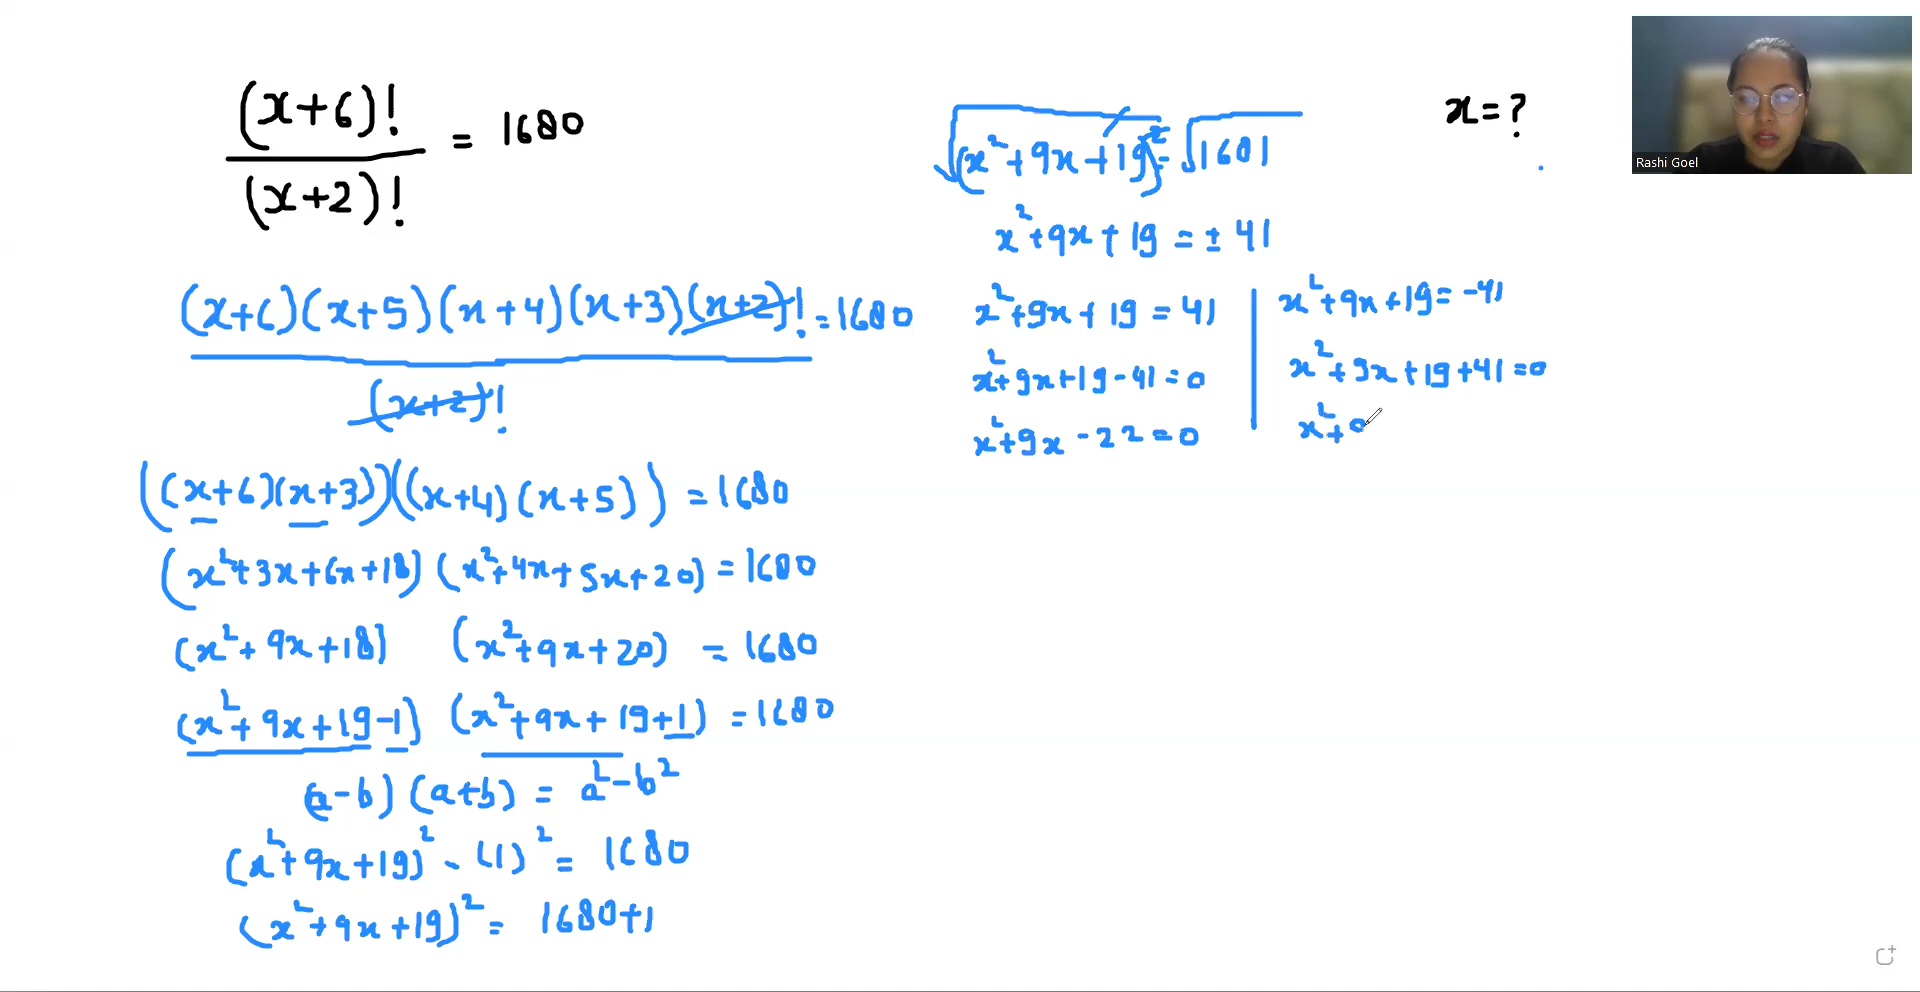 (x+6)!
= 1680
(x+2)!
(x+6)(x+5)(x+4)(x+3)(x+2)! = 1680
(x+2)!
((x+6)(x+3))((x+4)(x+5)) = 1680
(x²+3x+6x+18)(x²+4x+5x+20) = 1680
(x²+9x+18) (x²+9x+20) = 1680
(x²+9x+19-1) (x²+9x+19+1) = 1680
(a-b)(a+b) = a²-b²
(x²+9x+19)² - (1)² = 1680
(x²+9x+19)² = 1680+1
√(x²+9x+19)² = √1681
x²+9x+19 = ± 41
x²+9x+19 = 41
x²+9x+19-41=0
x²+9x-22=0
x²+9x+19=-41
x²+9x+19+41=0
x²+
x=?
Rashi Goel